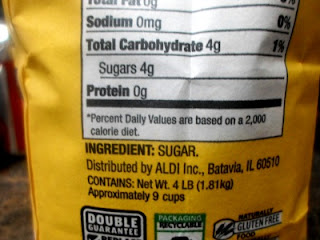 Total Fat 0g
Sodium 0mg 0%
Total Carbohydrate 4g 1%
Sugars 4g
Protein 0g
*Percent Daily Values are based on a 2,000
calorie diet.
INGREDIENT: SUGAR.
Distributed by ALDI Inc., Batavia, IL 60510
CONTAINS: Net Wt. 4 LB (1.81kg)
Approximately 9 cups
DOUBLE
GUARANTEE
PACKAGING
RECYCLABLE
NATURALLY
GLUTEN FREE
FOOD